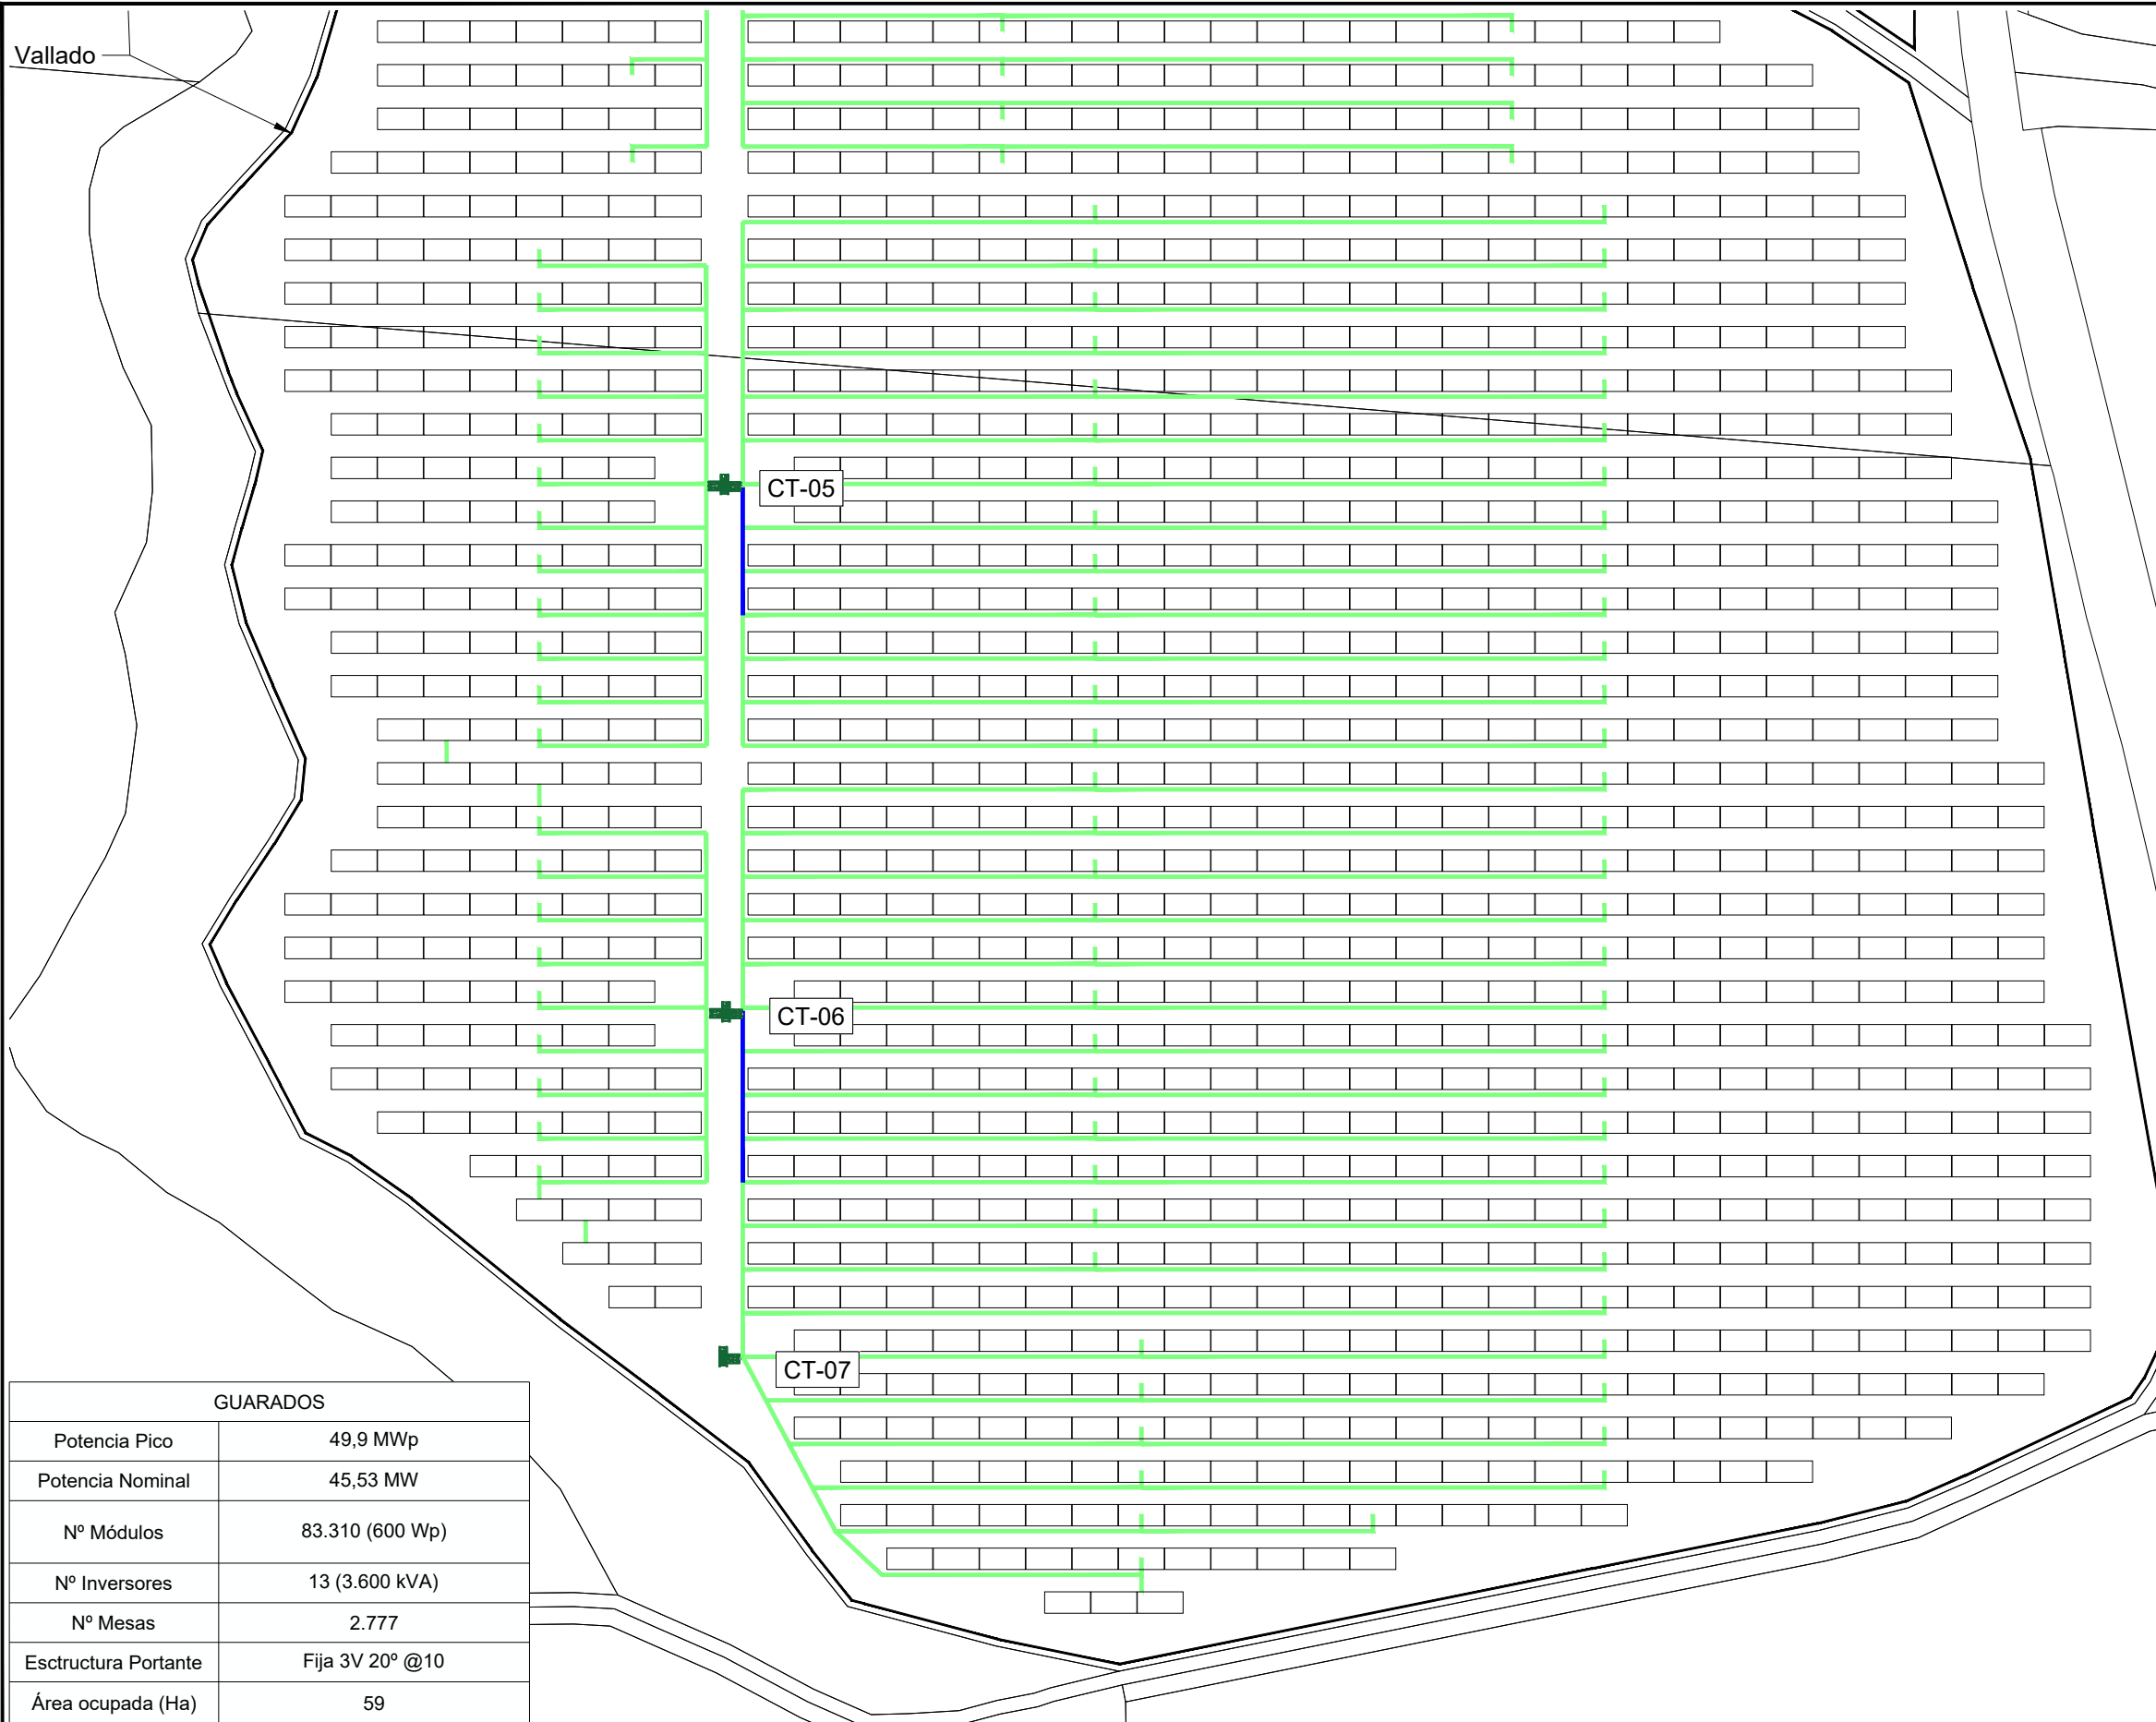 Vallado
CT-05
CT-06
CT-07
GUARADOS
Potencia Pico 49,9 MWp
Potencia Nominal 45,53 MW
Nº Módulos 83.310 (600 Wp)
Nº Inversores 13 (3.600 kVA)
Nº Mesas 2.777
Esctructura Portante Fija 3V 20º @10
Área ocupada (Ha) 59